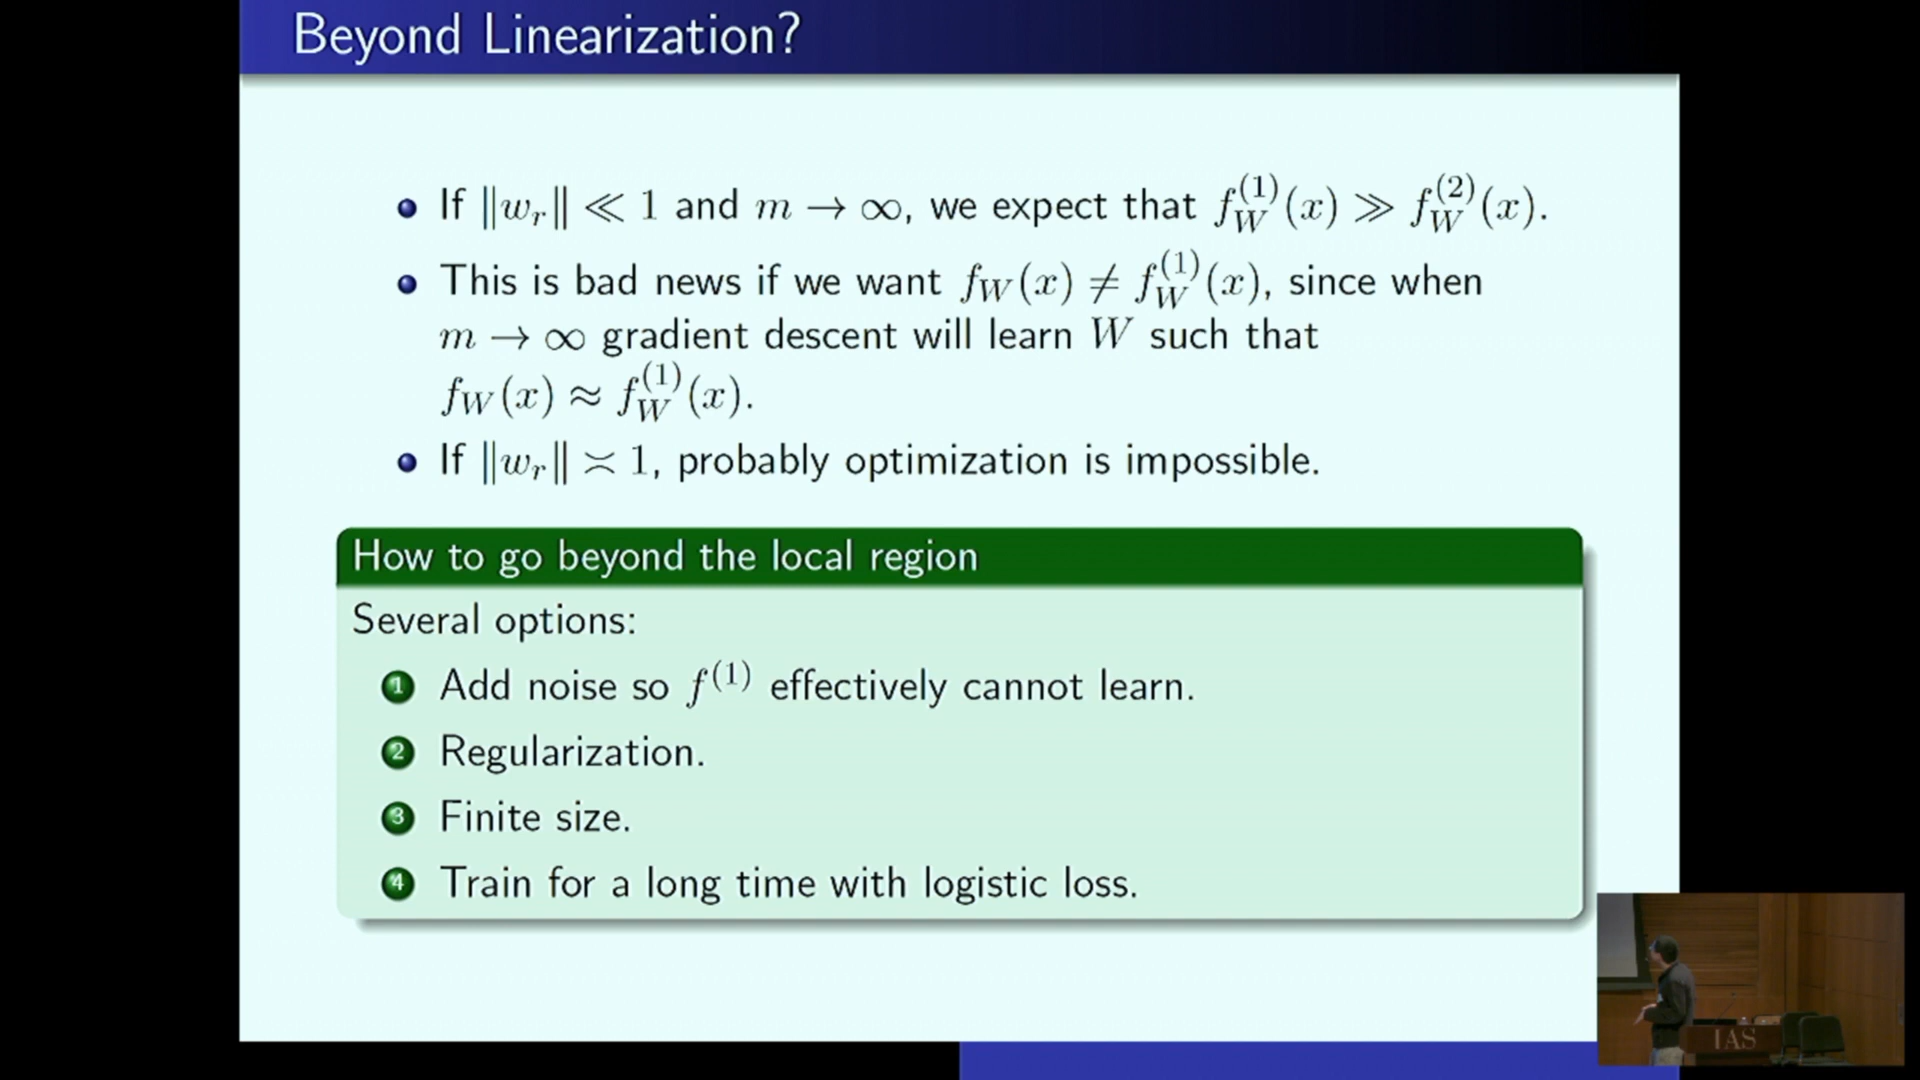 Beyond Linearization?
If ‖w_r‖ ≪ 1 and m → ∞, we expect that f_W^{(1)}(x) ≫ f_W^{(2)}(x).
This is bad news if we want f_W(x) ≠ f_W^{(1)}(x), since when
m → ∞ gradient descent will learn W such that
f_W(x) ≈ f_W^{(1)}(x).
If ‖w_r‖ ≍ 1, probably optimization is impossible.
How to go beyond the local region
Several options:
1 Add noise so f^{(1)} effectively cannot learn.
2 Regularization.
3 Finite size.
4 Train for a long time with logistic loss.
IAS